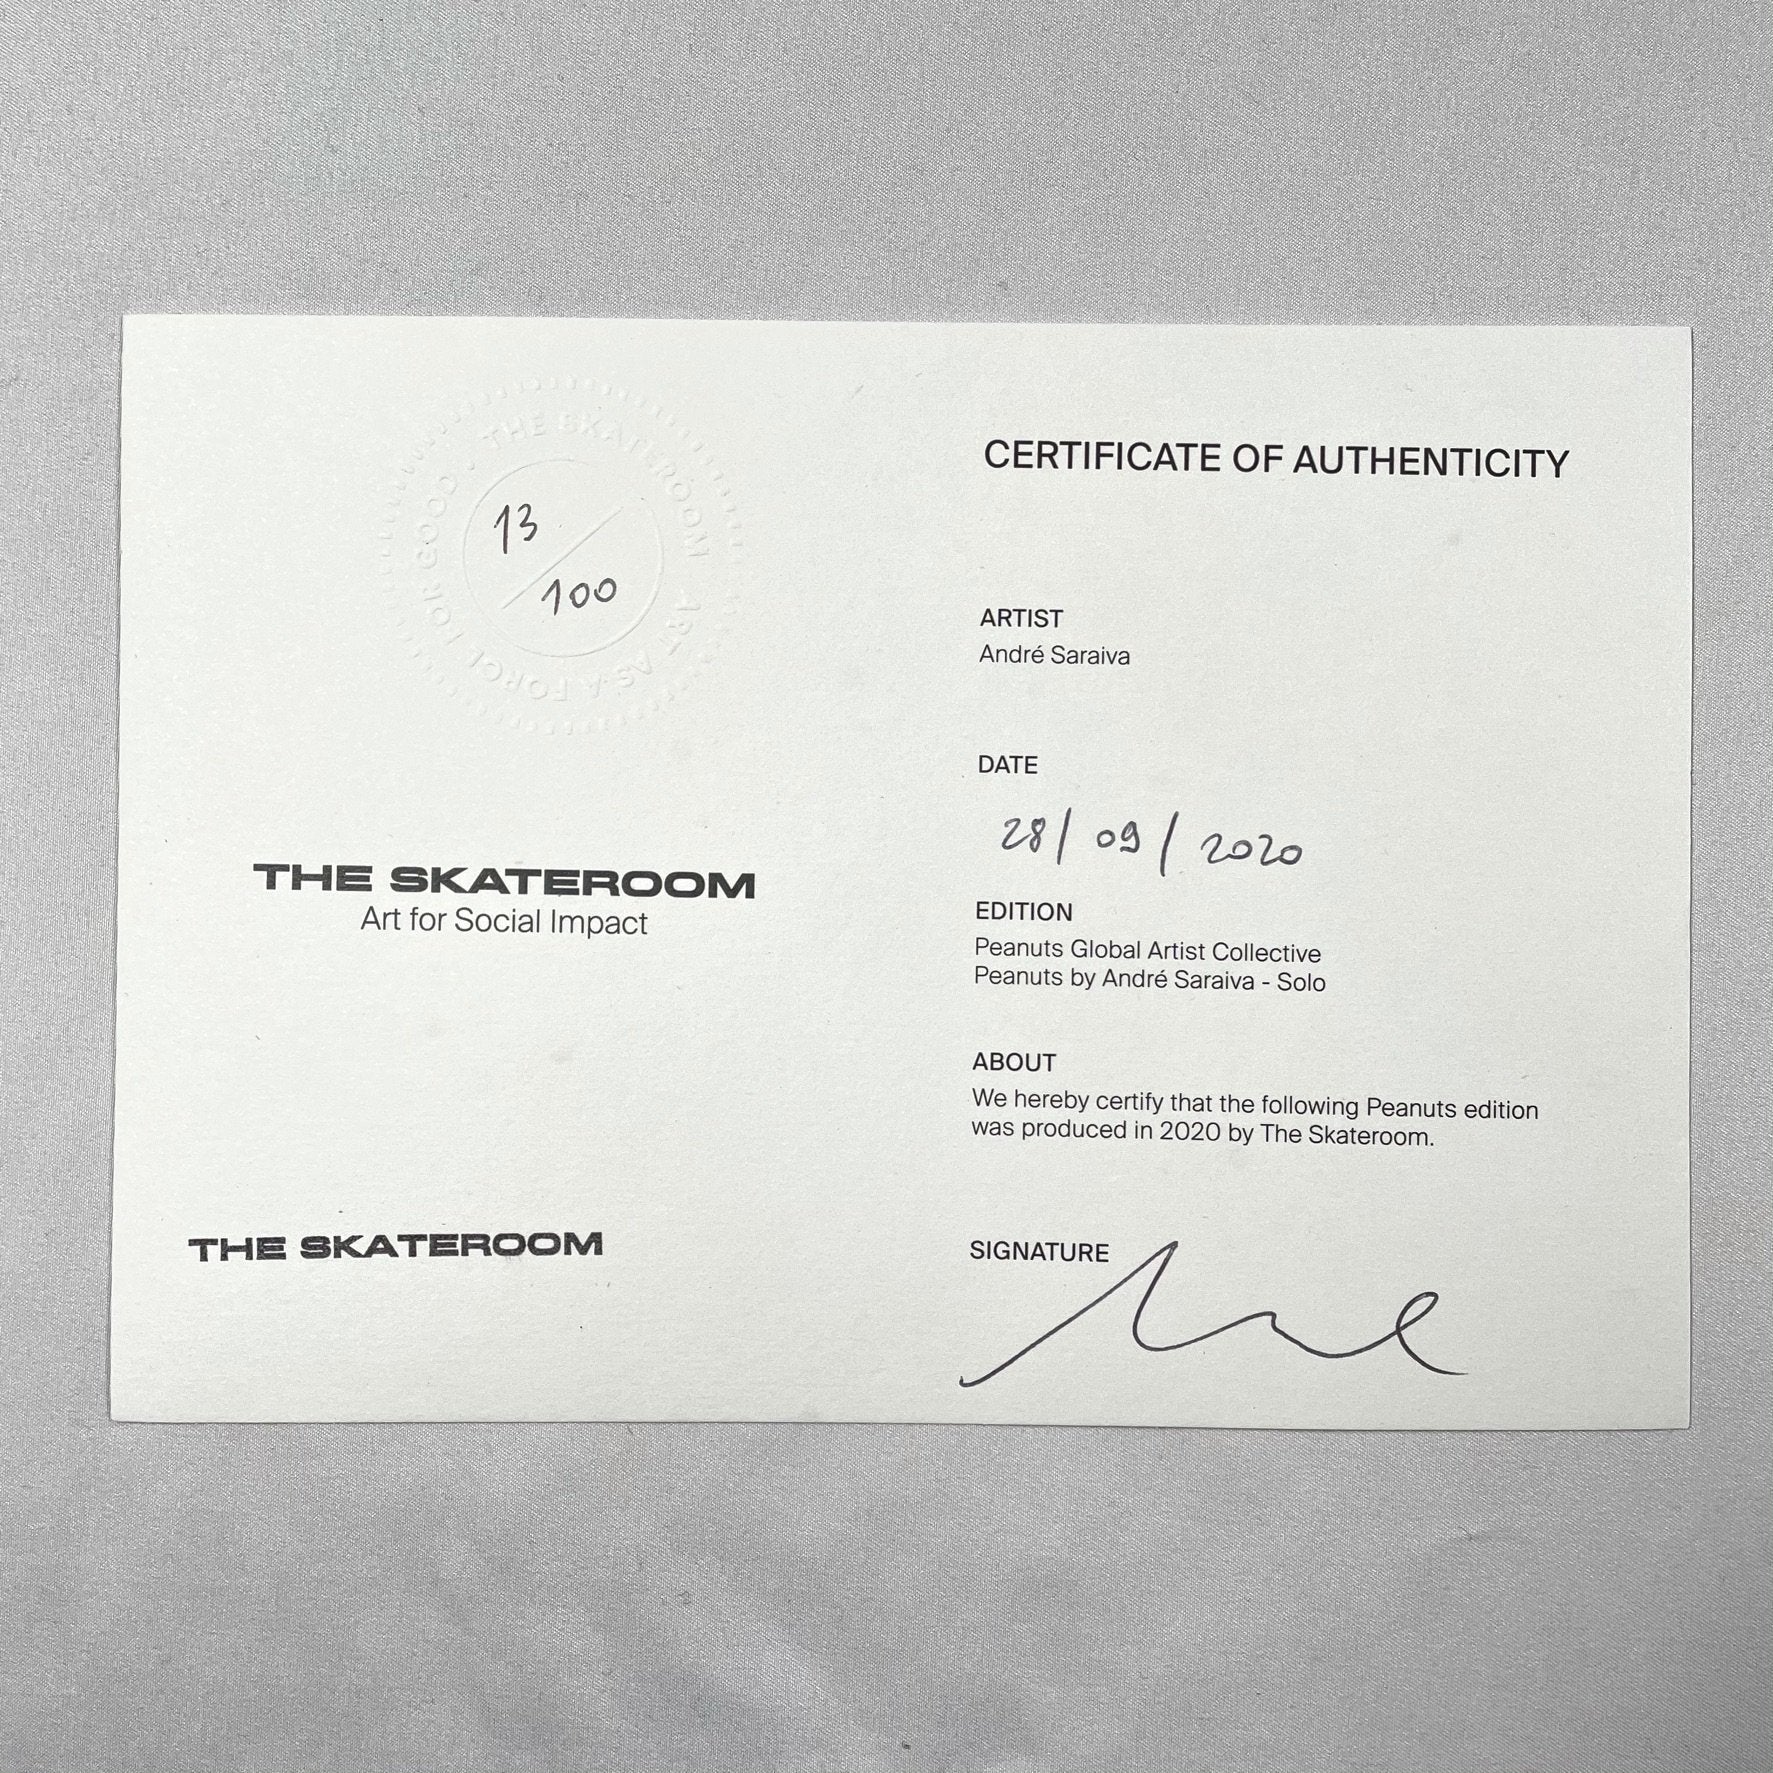 THE SKATEROOM · ART AS A FORCE FOR GOOD ·
13
/
100
THE SKATEROOM
Art for Social Impact
THE SKATEROOM
CERTIFICATE OF AUTHENTICITY
ARTIST
André Saraiva
DATE
28/09/2020
EDITION
Peanuts Global Artist Collective
Peanuts by André Saraiva - Solo
ABOUT
We hereby certify that the following Peanuts edition
was produced in 2020 by The Skateroom.
SIGNATURE